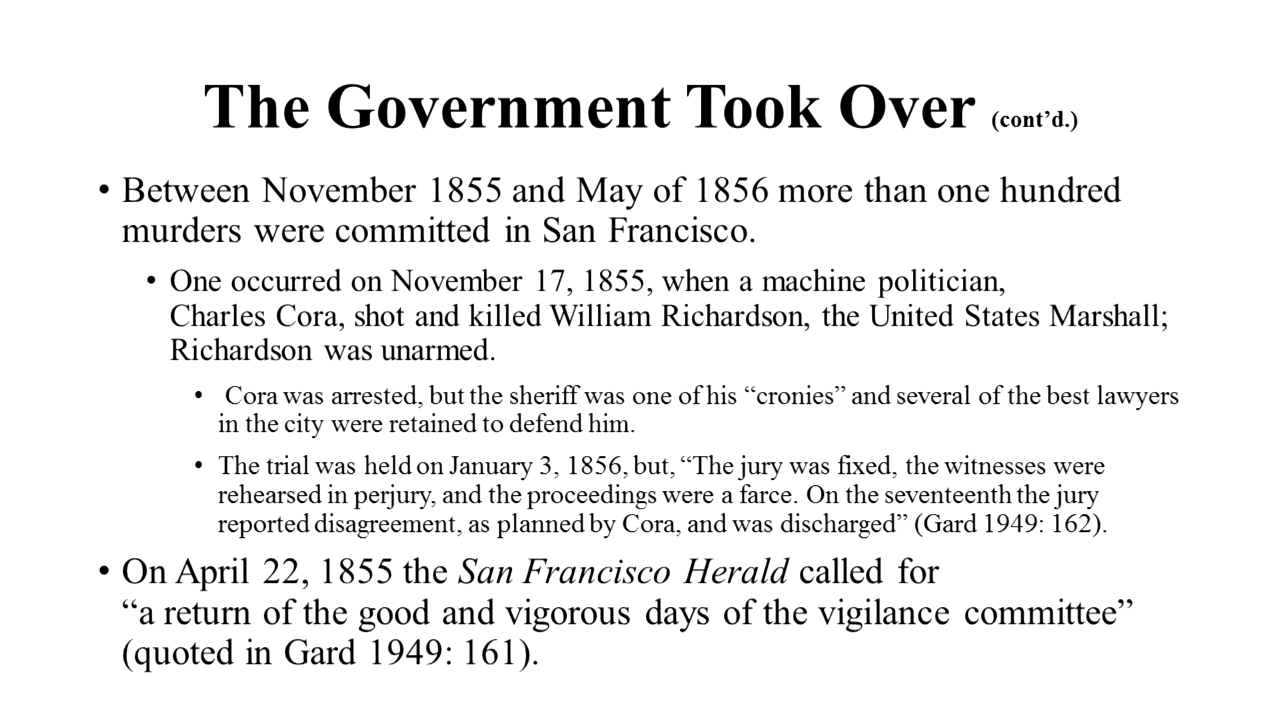 The Government Took Over (cont’d.)
• Between November 1855 and May of 1856 more than one hundred
murders were committed in San Francisco.
• One occurred on November 17, 1855, when a machine politician,
Charles Cora, shot and killed William Richardson, the United States Marshall;
Richardson was unarmed.
• Cora was arrested, but the sheriff was one of his “cronies” and several of the best lawyers
in the city were retained to defend him.
• The trial was held on January 3, 1856, but, “The jury was fixed, the witnesses were
rehearsed in perjury, and the proceedings were a farce. On the seventeenth the jury
reported disagreement, as planned by Cora, and was discharged” (Gard 1949: 162).
• On April 22, 1855 the San Francisco Herald called for
“a return of the good and vigorous days of the vigilance committee”
(quoted in Gard 1949: 161).